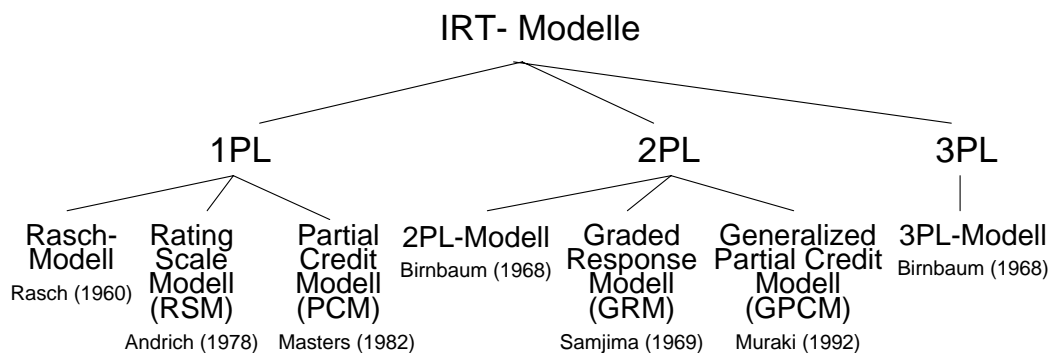 IRT- Modelle
1PL
2PL
3PL
Rasch-
Modell
Rasch (1960)
Rating
Scale
Modell
(RSM)
Andrich (1978)
Partial
Credit
Modell
(PCM)
Masters (1982)
2PL-Modell
Birnbaum (1968)
Graded
Response
Modell
(GRM)
Samjima (1969)
Generalized
Partial Credit
Modell
(GPCM)
Muraki (1992)
3PL-Modell
Birnbaum (1968)